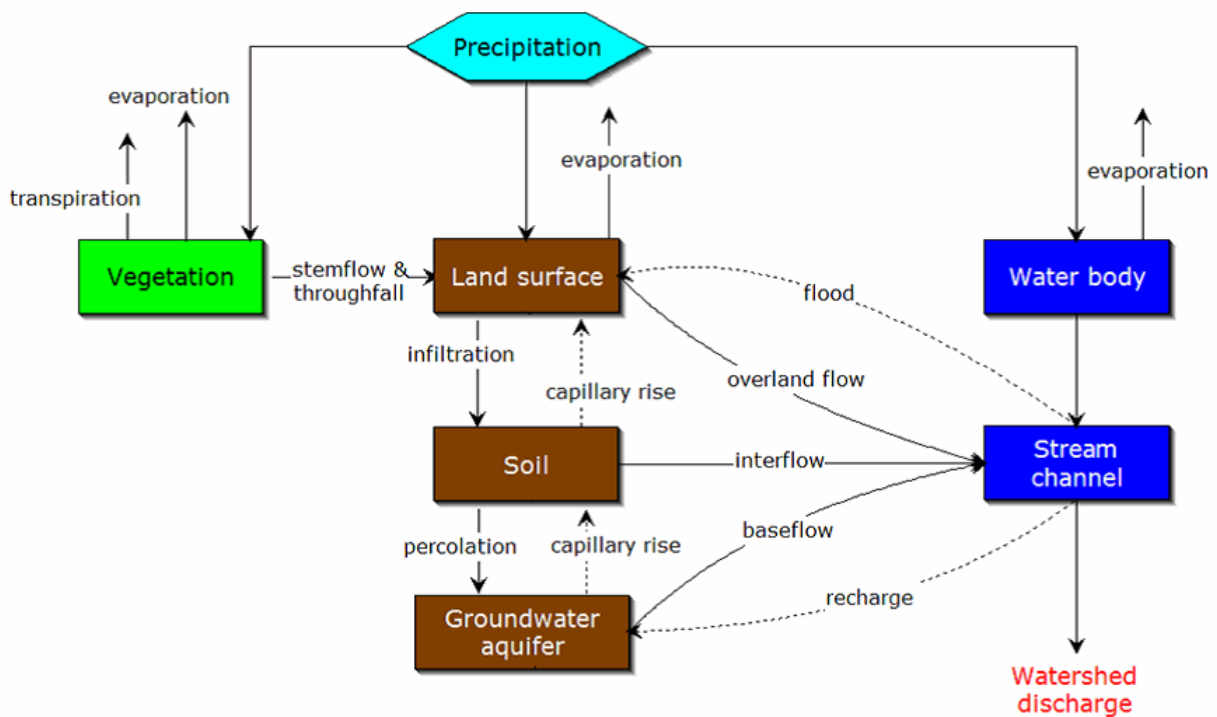 Precipitation
evaporation
evaporation
transpiration
evaporation
Vegetation
stemflow &
throughfall
Land surface
Water body
flood
infiltration
capillary rise
overland flow
Soil
interflow
Stream
channel
percolation
capillary rise
baseflow
recharge
Groundwater
aquifer
Watershed
discharge